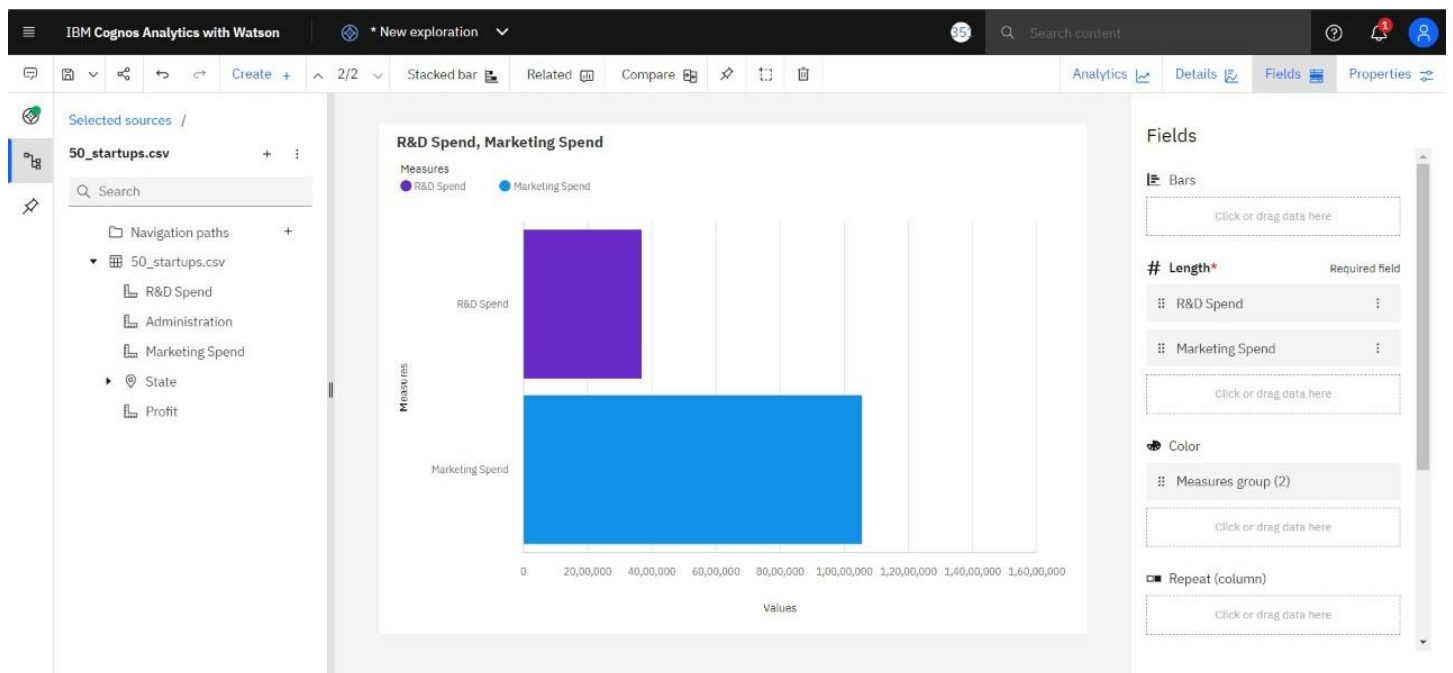 IBM Cognos Analytics with Watson
* New exploration
Search content
1
Create +
2/2
Stacked bar
Related
Compare
Analytics
Details
Fields
Properties
Selected sources /
50_startups.csv
Search
Navigation paths
50_startups.csv
R&D Spend
Administration
Marketing Spend
State
Profit
R&D Spend, Marketing Spend
Measures
R&D Spend
Marketing Spend
Measures
R&D Spend
Marketing Spend
0 20,00,000 40,00,000 60,00,000 80,00,000 1,00,00,000 1,20,00,000 1,40,00,000 1,60,00,000
Values
Fields
Bars
Click or drag data here
# Length* Required field
R&D Spend
Marketing Spend
Click or drag data here
Color
Measures group (2)
Click or drag data here
Repeat (column)
Click or drag data here